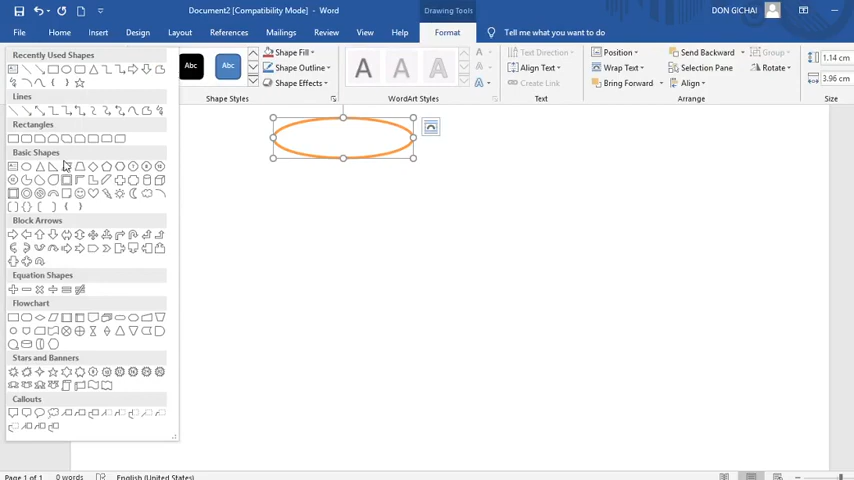 Document2 [Compatibility Mode] - Word
Drawing Tools
DON GICHAI
File Home Insert Design Layout References Mailings Review View Help Format Tell me what you want to do
Recently Used Shapes
Lines
Rectangles
Basic Shapes
Block Arrows
Equation Shapes
Flowchart
Stars and Banners
Callouts
Abc Abc
Shape Fill
Shape Outline
Shape Effects
Shape Styles
A A A
WordArt Styles
Text Direction
Align Text
Create Link
Text
Position
Wrap Text
Bring Forward
Send Backward
Selection Pane
Align
Group
Rotate
Arrange
1.14 cm
3.96 cm
Size
Page 1 of 1 0 words English (United States)